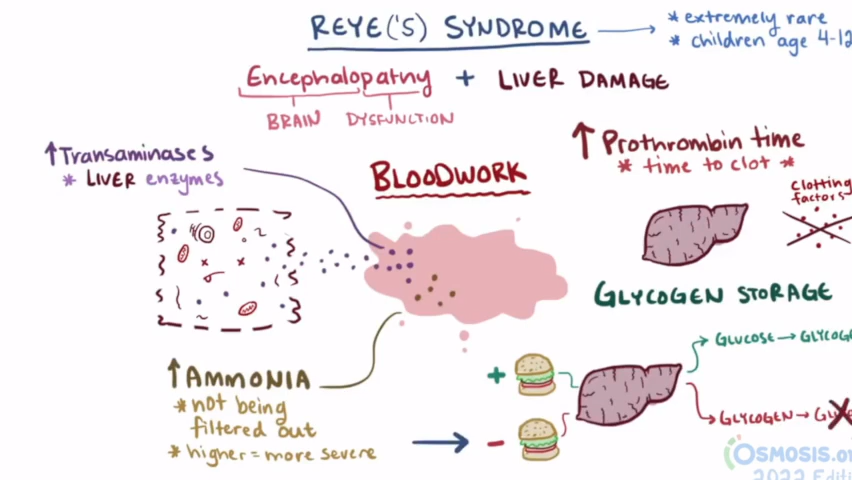 REYE('S) SYNDROME
* extremely rare
* children age 4-12
Encephalopathy + LIVER DAMAGE
BRAIN DYSFUNCTION
↑Transaminases
* LIVER enzymes
BLOODWORK
↑ Prothrombin time
* time to clot *
clotting
factors
GLYCOGEN STORAGE
GLUCOSE → GLYCOGE
↑AMMONIA
* not being
filtered out
* higher = more severe
+
-
GLYCOGEN →
OSMOSIS.or
2022 Editi